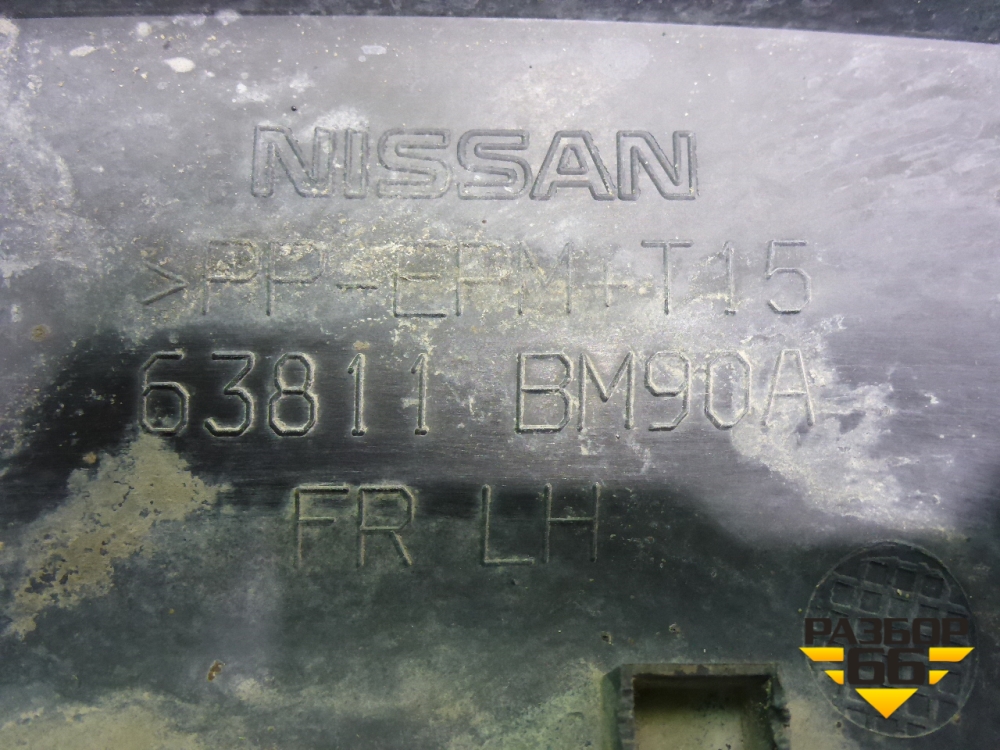 NISSAN
>PP-EPM+T15
63811 BM90A
FR LH
РАЗБОР
66